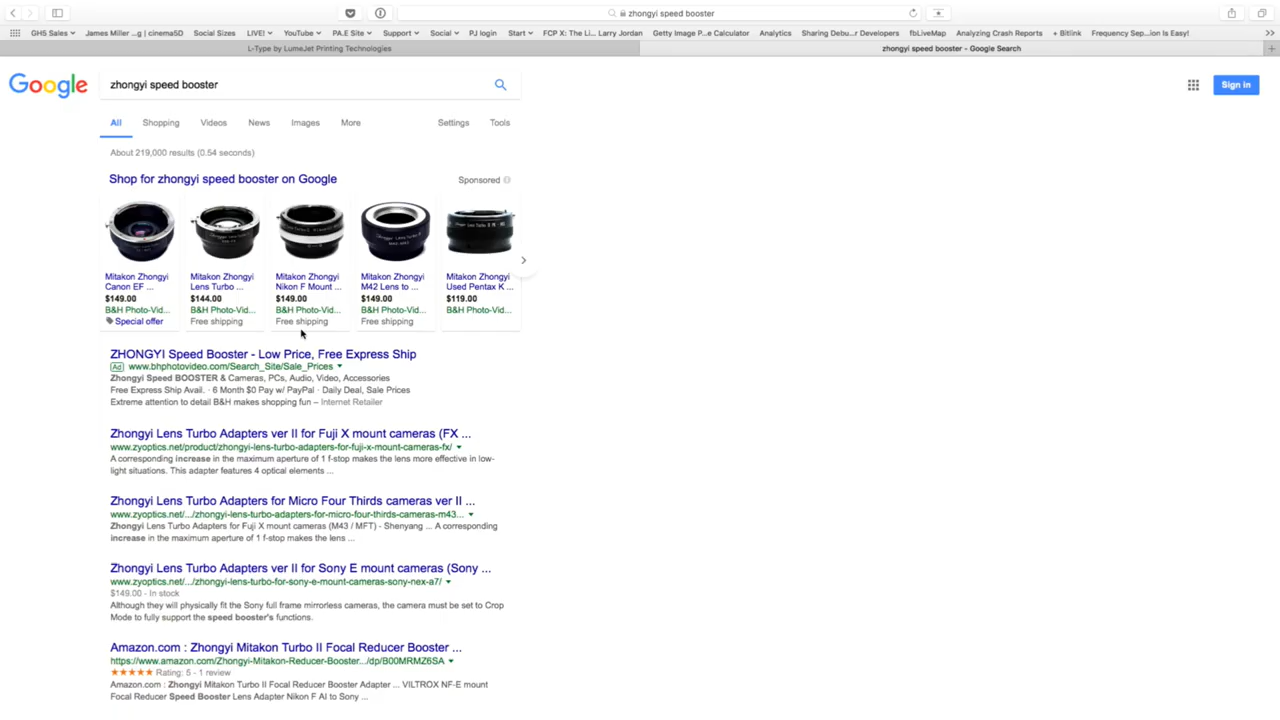 zhongyi speed booster
GH5 Sales James Miller ...g | cinema5D Social Sizes LIVE! YouTube PA.E Site Support Social PJ login Start FCP X: The Li... Larry Jordan Getty Image P...e Calculator Analytics Sharing Debu...r Developers fbLiveMap Analyzing Crash Reports + Bitlink Frequency Sep...ion Is Easy!
L-Type by LumeJet Printing Technologies
zhongyi speed booster - Google Search
Google
zhongyi speed booster
Sign in
All Shopping Videos News Images More Settings Tools
About 219,000 results (0.54 seconds)
Shop for zhongyi speed booster on Google
Sponsored
Mitakon Zhongyi
Canon EF ...
$149.00
B&H Photo-Vid...
Special offer
Mitakon Zhongyi
Lens Turbo ...
$144.00
B&H Photo-Vid...
Free shipping
Mitakon Zhongyi
Nikon F Mount ...
$149.00
B&H Photo-Vid...
Free shipping
Mitakon Zhongyi
M42 Lens to ...
$149.00
B&H Photo-Vid...
Free shipping
Mitakon Zhongyi
Used Pentax K ...
$119.00
B&H Photo-Vid...
ZHONGYI Speed Booster - Low Price, Free Express Ship
Ad www.bhphotovideo.com/Search_Site/Sale_Prices
Zhongyi Speed BOOSTER & Cameras, PCs, Audio, Video, Accessories
Free Express Ship Avail. · 6 Month $0 Pay w/ PayPal · Daily Deal, Sale Prices
Extreme attention to detail B&H makes shopping fun – Internet Retailer
Zhongyi Lens Turbo Adapters ver II for Fuji X mount cameras (FX ...
www.zyoptics.net/product/zhongyi-lens-turbo-adapters-for-fuji-x-mount-cameras-fx/
A corresponding increase in the maximum aperture of 1 f-stop makes the lens more effective in low-
light situations. This adapter features 4 optical elements ...
Zhongyi Lens Turbo Adapters for Micro Four Thirds cameras ver II ...
www.zyoptics.net/.../zhongyi-lens-turbo-adapters-for-micro-four-thirds-cameras-m43...
Zhongyi Lens Turbo Adapters for Fuji X mount cameras (M43 / MFT) - Shenyang ... A corresponding
increase in the maximum aperture of 1 f-stop makes the lens ...
Zhongyi Lens Turbo Adapters ver II for Sony E mount cameras (Sony ...
www.zyoptics.net/.../zhongyi-lens-turbo-for-sony-e-mount-cameras-sony-nex-a7/
$149.00 - In stock
Although they will physically fit the Sony full frame mirrorless cameras, the camera must be set to Crop
Mode to fully support the speed booster's functions.
Amazon.com : Zhongyi Mitakon Turbo II Focal Reducer Booster ...
https://www.amazon.com/Zhongyi-Mitakon-Reducer-Booster.../dp/B00MRMZ6SA
Rating: 5 - 1 review
Amazon.com : Zhongyi Mitakon Turbo II Focal Reducer Booster Adapter ... VILTROX NF-E mount
Focal Reducer Speed Booster Lens Adapter Nikon F AI to Sony ...